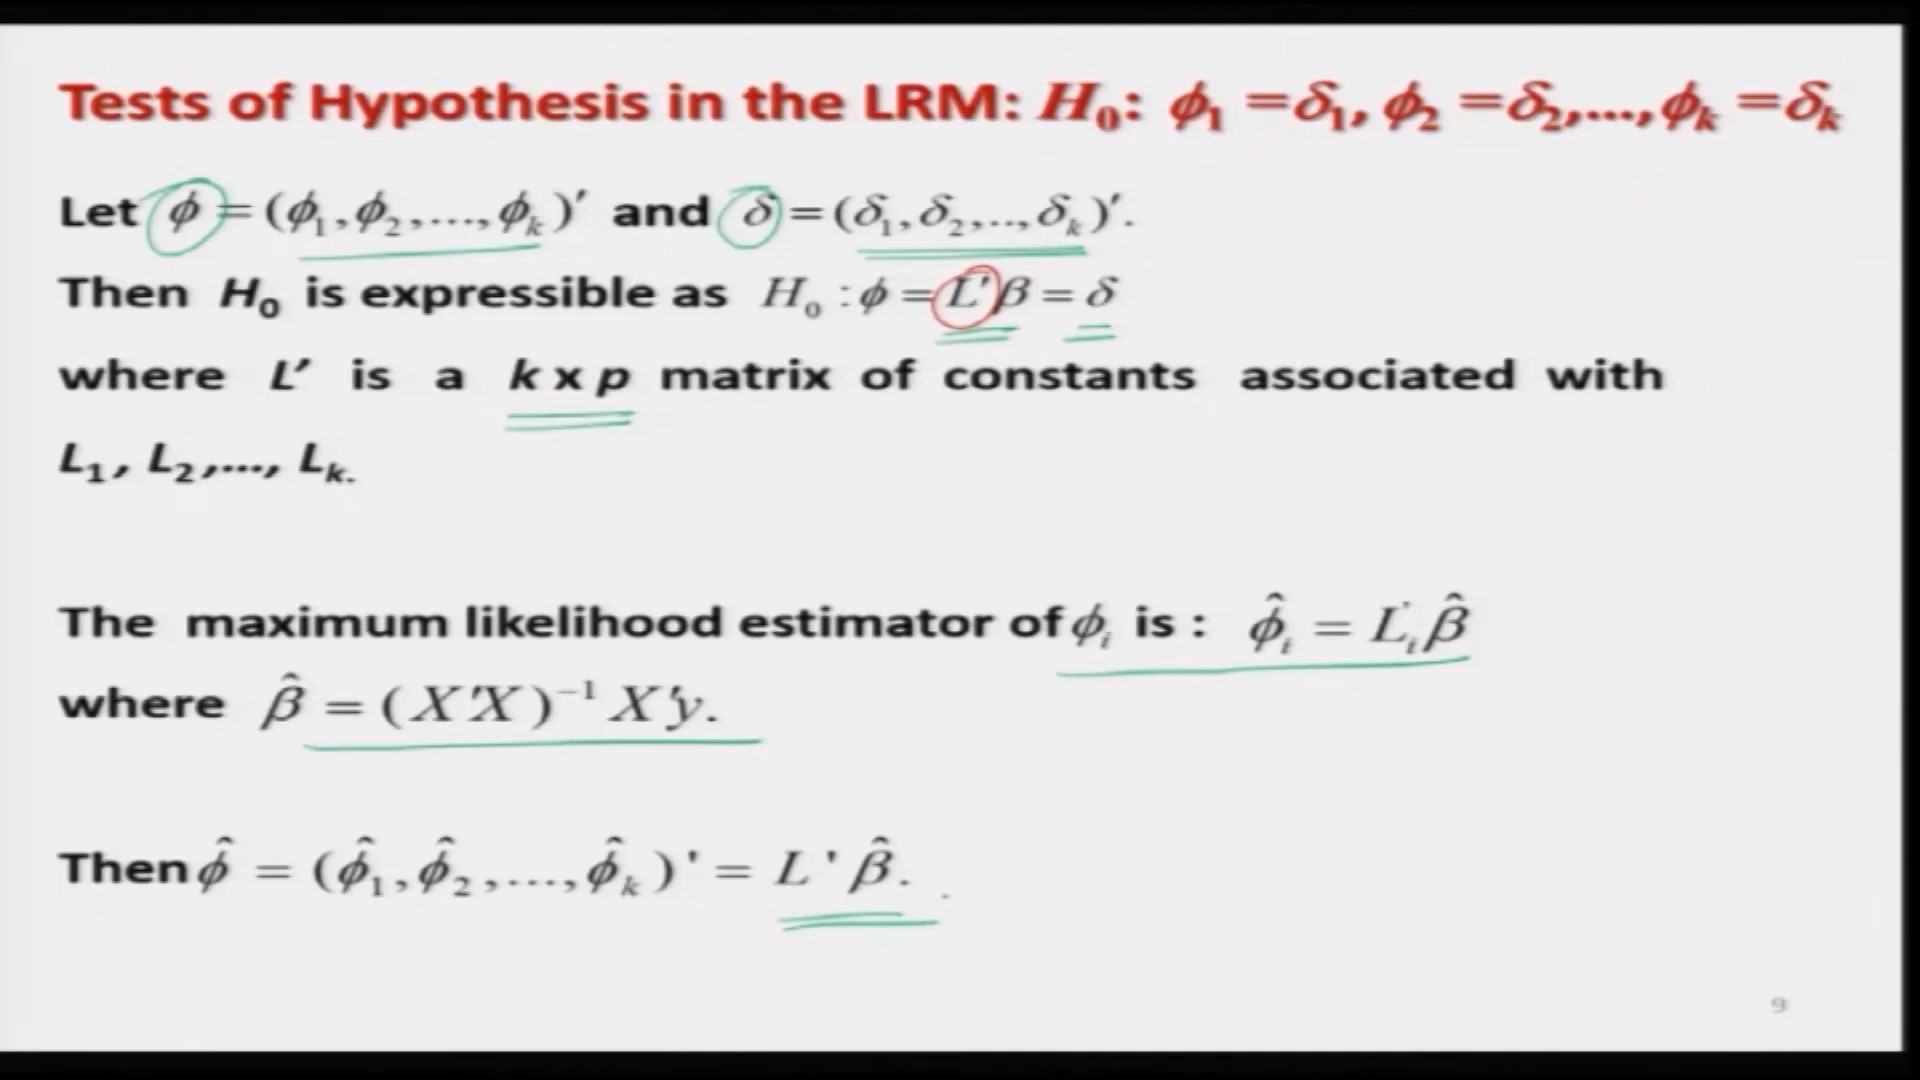 Tests of Hypothesis in the LRM: H₀: ϕ₁ =δ₁, ϕ₂ =δ₂,..., ϕₖ =δₖ
Let ϕ = (ϕ₁,ϕ₂,...,ϕₖ)′ and δ = (δ₁,δ₂,..,δₖ)′.
Then H₀ is expressible as H₀ : ϕ = L′β = δ
where L′ is a k x p matrix of constants associated with
L₁, L₂,..., Lₖ.
The maximum likelihood estimator of ϕᵢ is : ϕ̂ᵢ = L′ᵢβ̂
where β̂ = (X′X)⁻¹ X′y.
Then ϕ̂ = (ϕ̂₁,ϕ̂₂,...,ϕ̂ₖ)' = L'β̂.
9